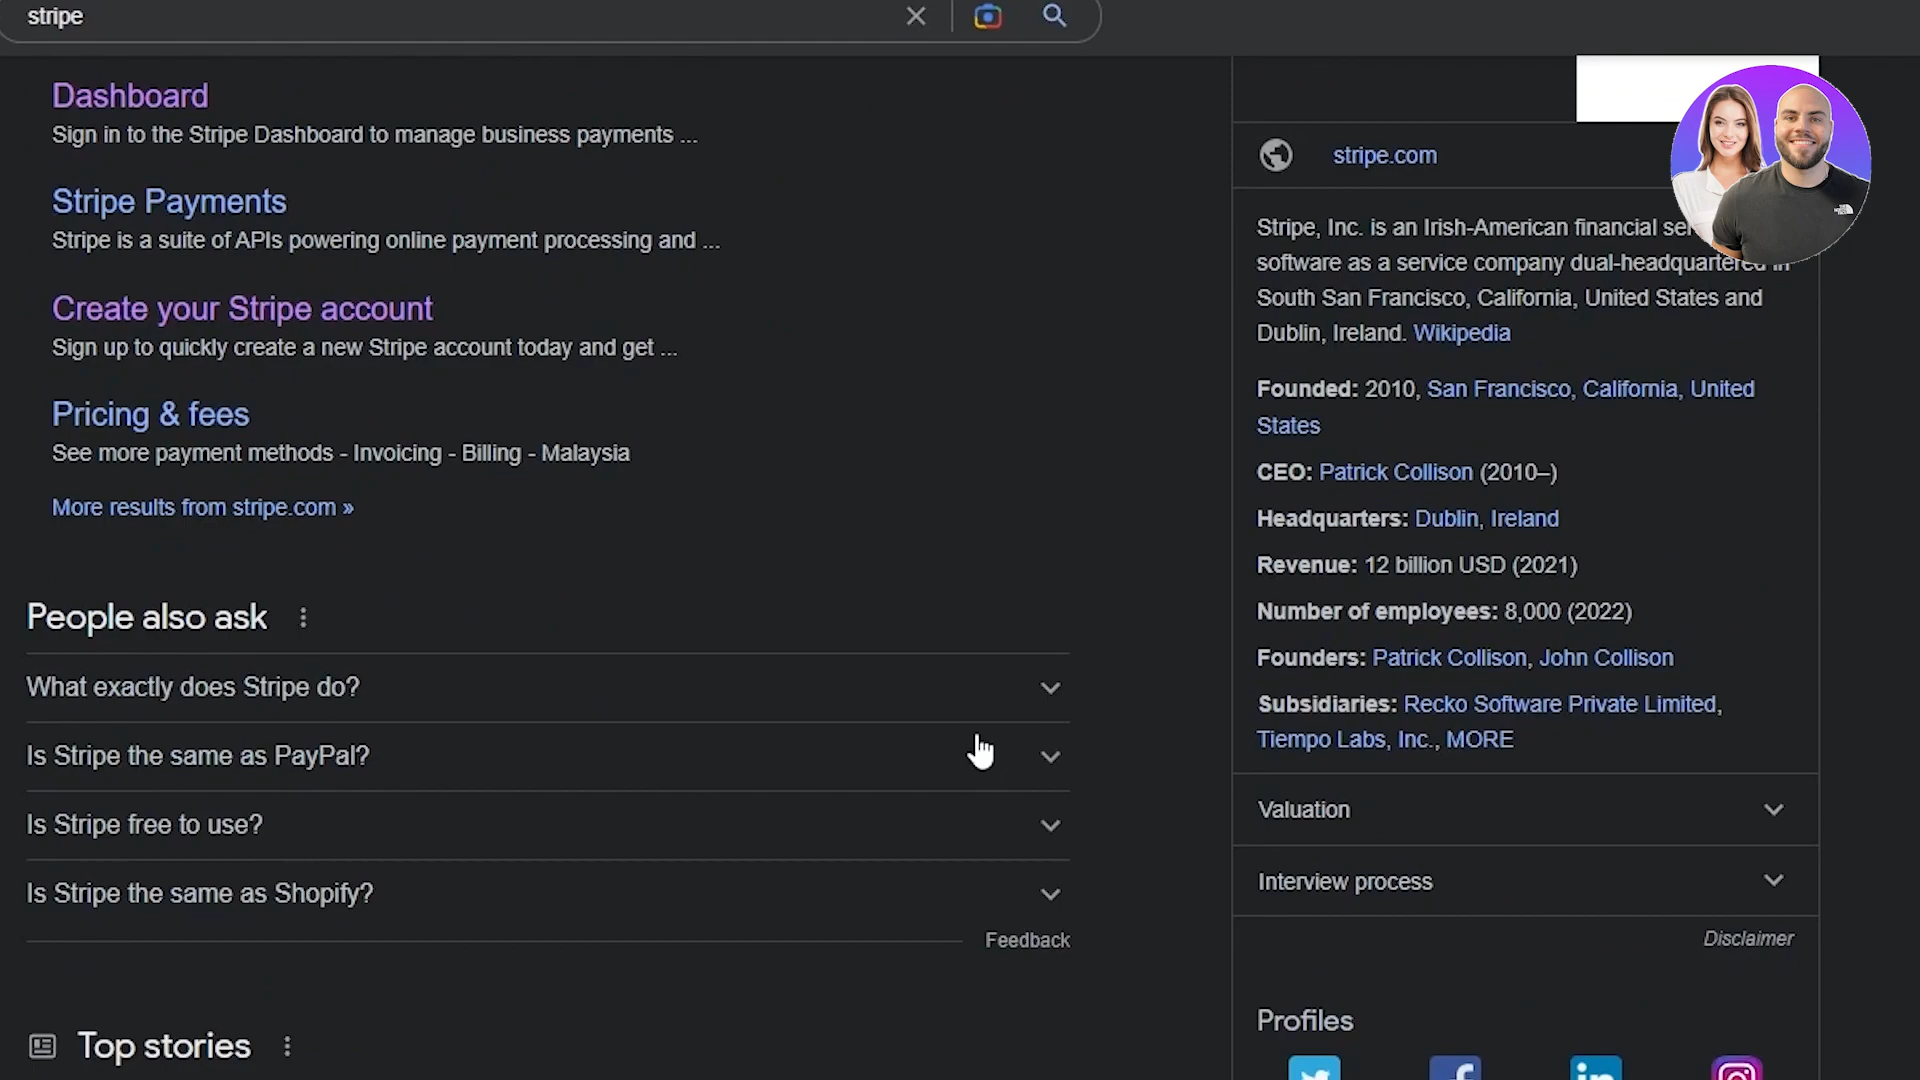 stripe
Dashboard
Sign in to the Stripe Dashboard to manage business payments ...
Stripe Payments
Stripe is a suite of APIs powering online payment processing and ...
Create your Stripe account
Sign up to quickly create a new Stripe account today and get ...
Pricing & fees
See more payment methods - Invoicing - Billing - Malaysia
More results from stripe.com »
People also ask
What exactly does Stripe do?
Is Stripe the same as PayPal?
Is Stripe free to use?
Is Stripe the same as Shopify?
Feedback
Top stories
stripe.com
Stripe, Inc. is an Irish-American financial
software as a service company dual-headquartered in
South San Francisco, California, United States and
Dublin, Ireland. Wikipedia
Founded: 2010, San Francisco, California, United
States
CEO: Patrick Collison (2010–)
Headquarters: Dublin, Ireland
Revenue: 12 billion USD (2021)
Number of employees: 8,000 (2022)
Founders: Patrick Collison, John Collison
Subsidiaries: Recko Software Private Limited,
Tiempo Labs, Inc., MORE
Valuation
Interview process
Disclaimer
Profiles